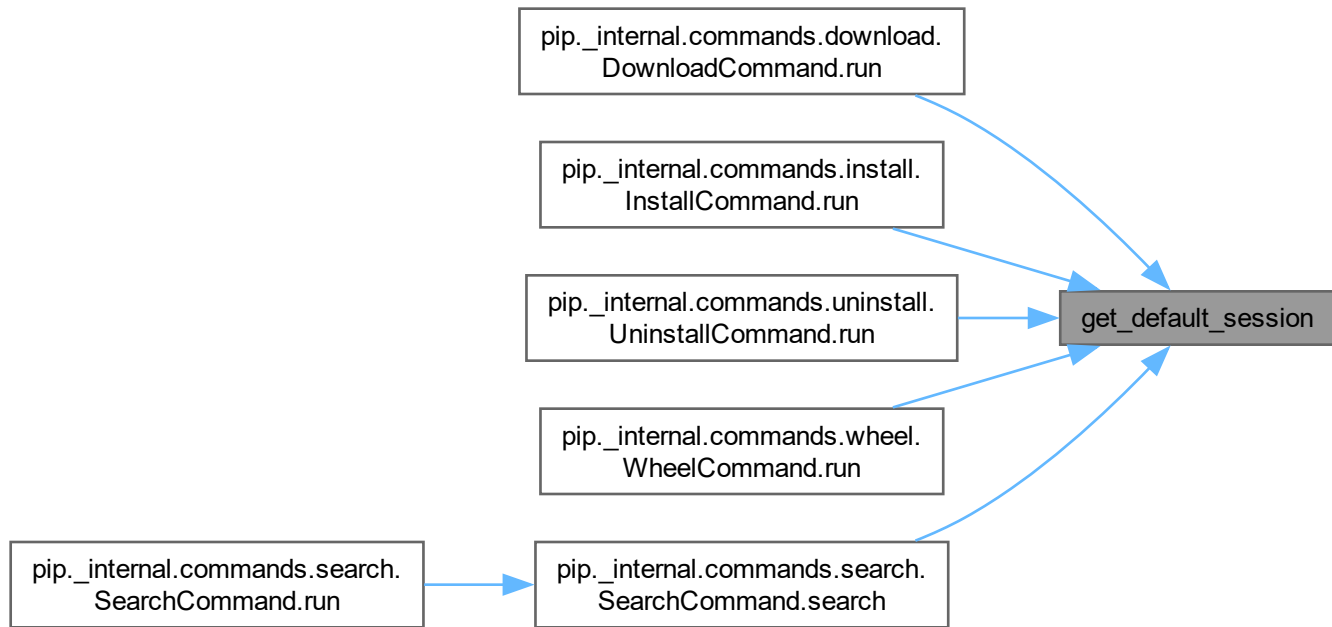 pip._internal.commands.download.
DownloadCommand.run
pip._internal.commands.install.
InstallCommand.run
pip._internal.commands.uninstall.
UninstallCommand.run
get_default_session
pip._internal.commands.wheel.
WheelCommand.run
pip._internal.commands.search.
SearchCommand.run
pip._internal.commands.search.
SearchCommand.search